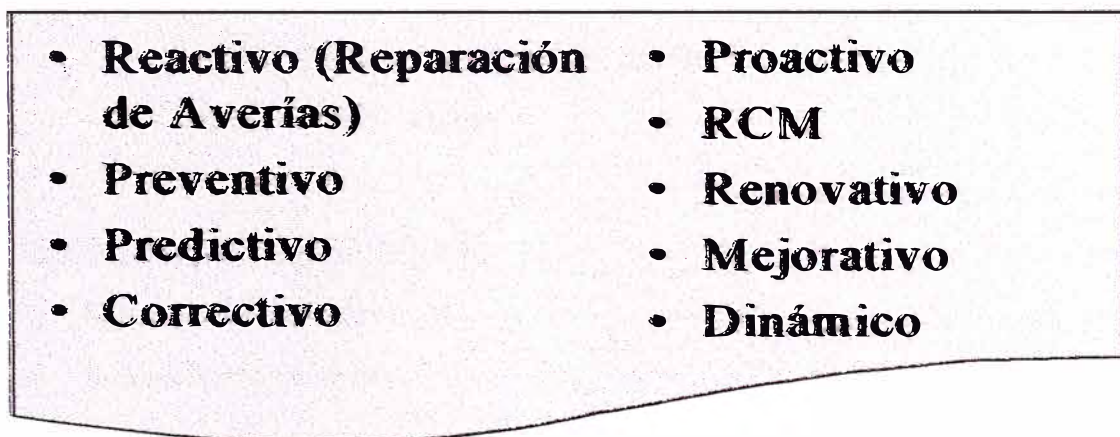 • Reactivo (Reparación
de Averías)
• Preventivo
• Predictivo
• Correctivo
• Proactivo
• RCM
• Renovativo
• Mejorativo
• Dinámico